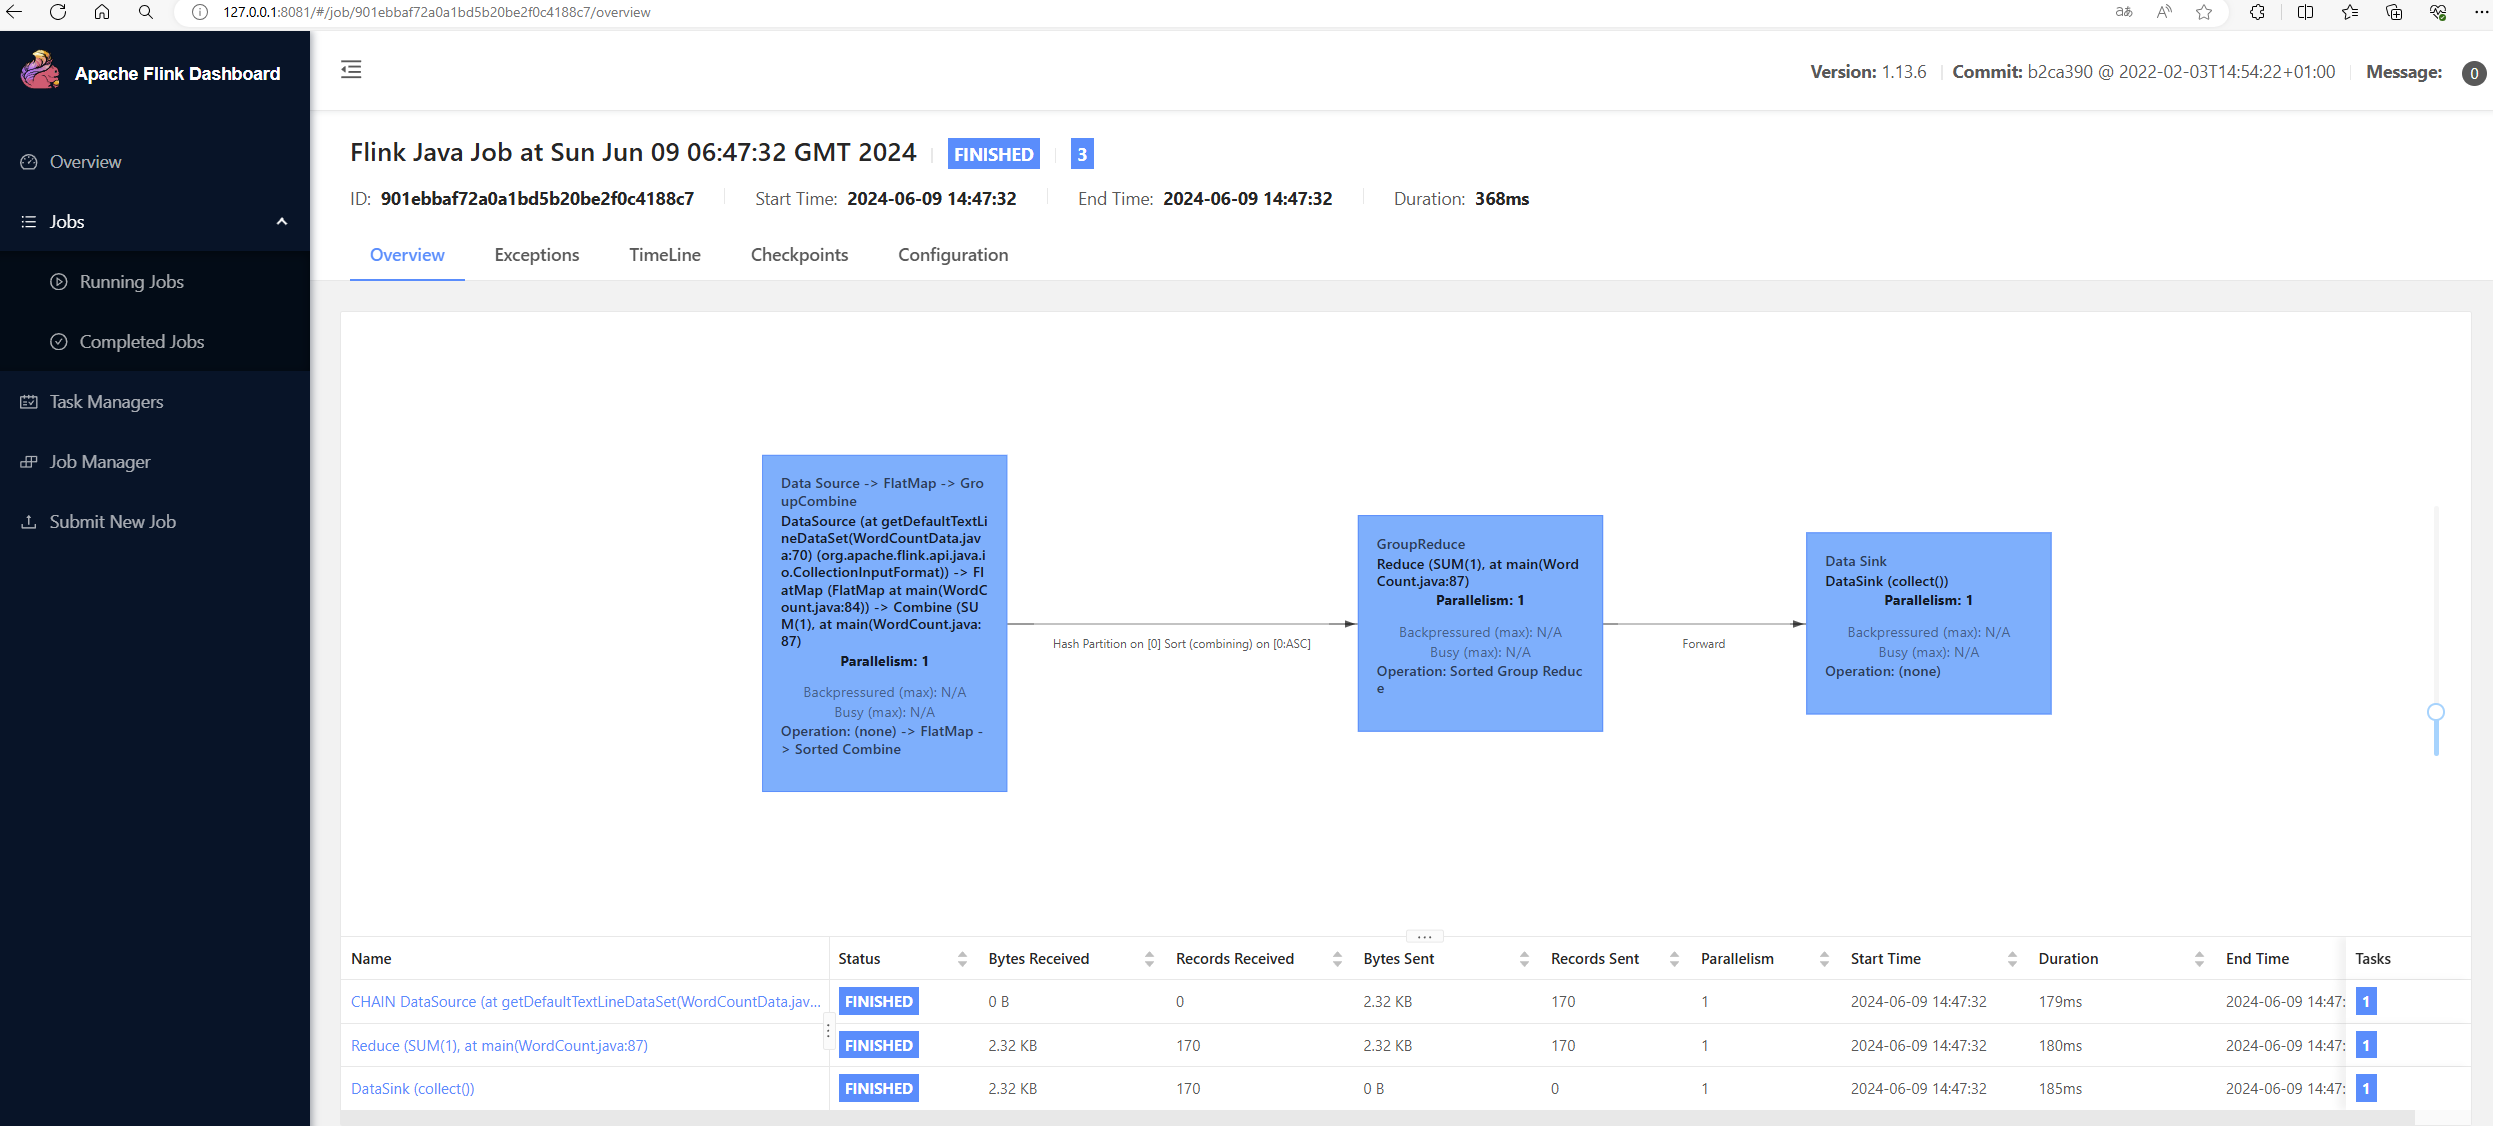 127.0.0.1:8081/#/job/901ebbaf72a0a1bd5b20be2f0c4188c7/overview
Apache Flink Dashboard
Version: 1.13.6 Commit: b2ca390 @ 2022-02-03T14:54:22+01:00 Message: 0
Overview
Jobs
Running Jobs
Completed Jobs
Task Managers
Job Manager
Submit New Job
Flink Java Job at Sun Jun 09 06:47:32 GMT 2024 FINISHED 3
ID: 901ebbaf72a0a1bd5b20be2f0c4188c7 Start Time: 2024-06-09 14:47:32 End Time: 2024-06-09 14:47:32 Duration: 368ms
Overview Exceptions TimeLine Checkpoints Configuration
Data Source -> FlatMap -> Gro
upCombine
DataSource (at getDefaultTextLi
neDataSet(WordCountData.jav
a:70) (org.apache.flink.api.java.i
o.CollectionInputFormat)) -> Fl
atMap (FlatMap at main(WordC
ount.java:84)) -> Combine (SU
M(1), at main(WordCount.java:
87)
Parallelism: 1
Backpressured (max): N/A
Busy (max): N/A
Operation: (none) -> FlatMap -
> Sorted Combine
Hash Partition on [0] Sort (combining) on [0:ASC]
GroupReduce
Reduce (SUM(1), at main(Word
Count.java:87)
Parallelism: 1
Backpressured (max): N/A
Busy (max): N/A
Operation: Sorted Group Reduc
e
Forward
Data Sink
DataSink (collect())
Parallelism: 1
Backpressured (max): N/A
Busy (max): N/A
Operation: (none)
Name Status Bytes Received Records Received Bytes Sent Records Sent Parallelism Start Time Duration End Time Tasks
CHAIN DataSource (at getDefaultTextLineDataSet(WordCountData.jav... FINISHED 0 B 0 2.32 KB 170 1 2024-06-09 14:47:32 179ms 2024-06-09 14:47: 1
Reduce (SUM(1), at main(WordCount.java:87) FINISHED 2.32 KB 170 2.32 KB 170 1 2024-06-09 14:47:32 180ms 2024-06-09 14:47: 1
DataSink (collect()) FINISHED 2.32 KB 170 0 B 0 1 2024-06-09 14:47:32 185ms 2024-06-09 14:47: 1